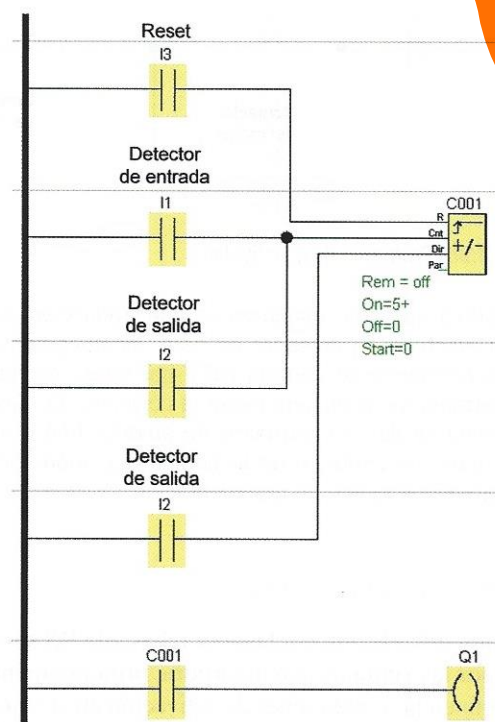 Reset
I3
Detector
de entrada
I1
C001
R
Cnt
Dir
Par
+/-
Rem = off
On=5+
Off=0
Start=0
Detector
de salida
I2
Detector
de salida
I2
C001
Q1